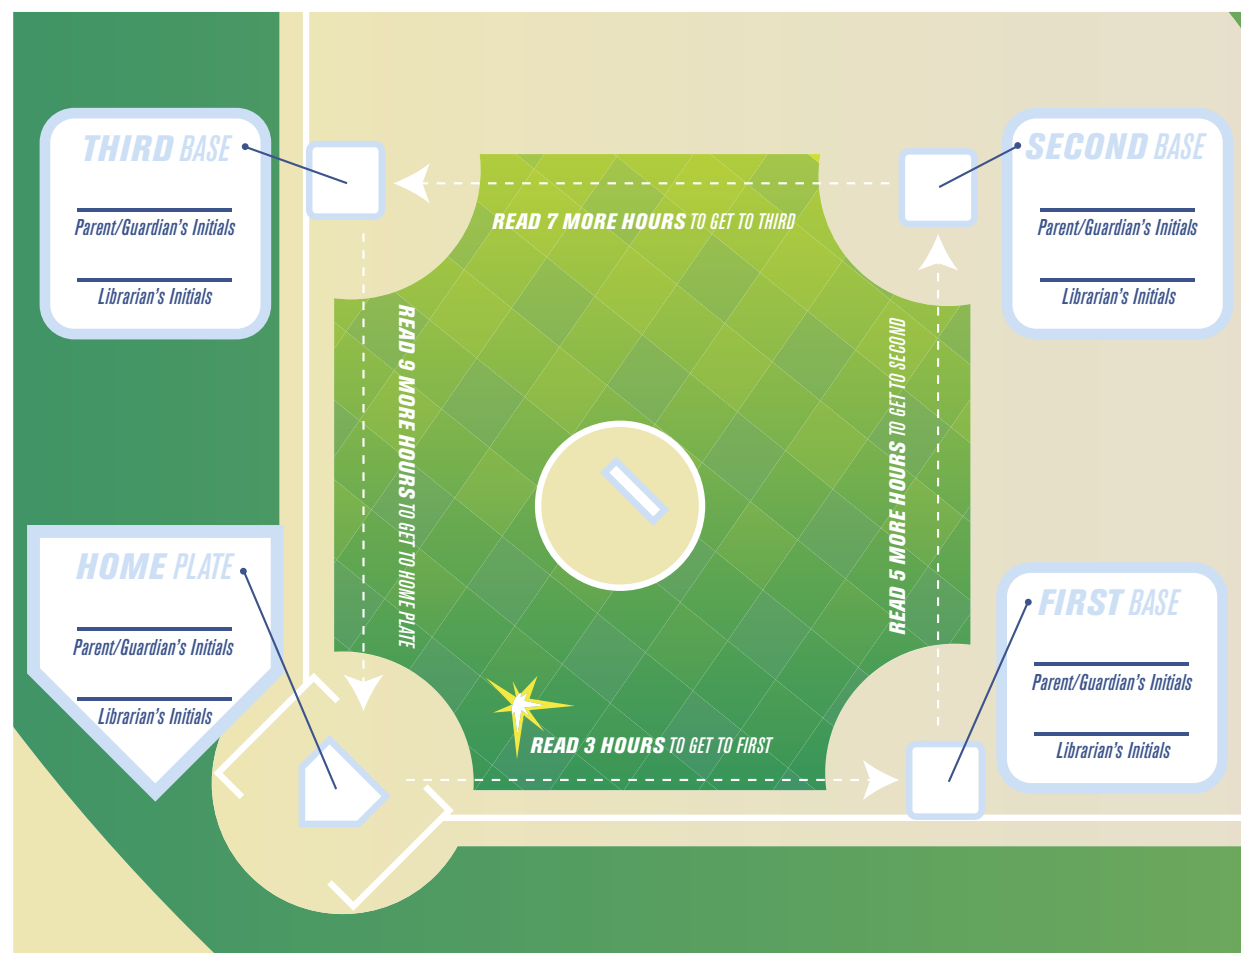 THIRD BASE
Parent/Guardian's Initials
Librarian's Initials
SECOND BASE
Parent/Guardian's Initials
Librarian's Initials
READ 7 MORE HOURS TO GET TO THIRD
READ 9 MORE HOURS TO GET TO HOME PLATE
READ 5 MORE HOURS TO GET TO SECOND
HOME PLATE
Parent/Guardian's Initials
Librarian's Initials
FIRST BASE
Parent/Guardian's Initials
Librarian's Initials
READ 3 HOURS TO GET TO FIRST